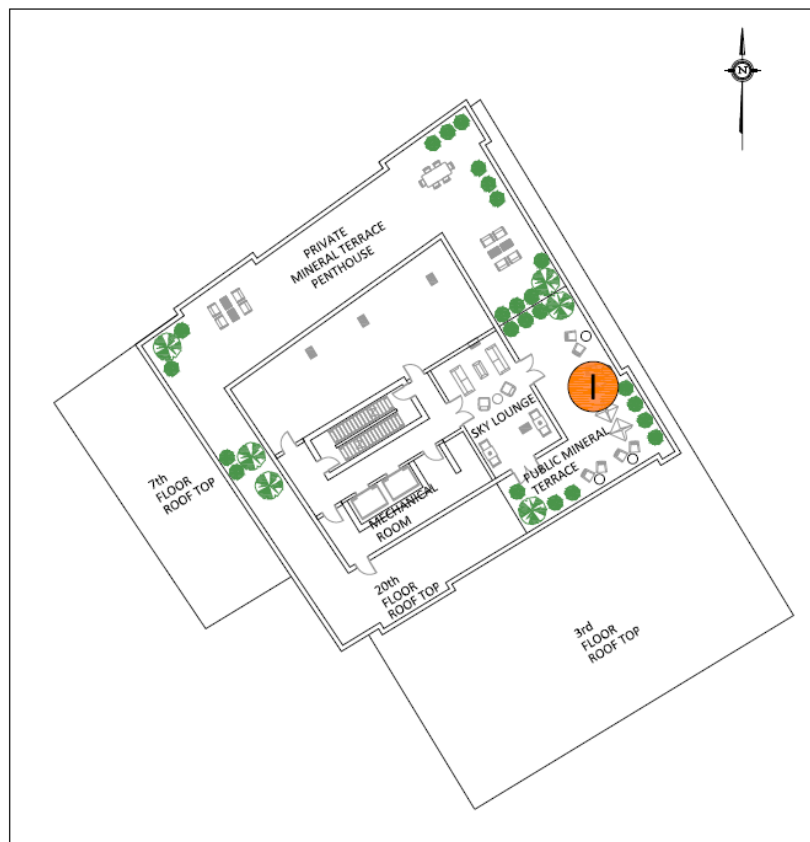 N
PRIVATE
MINERAL TERRACE
PENTHOUSE
I
SKY LOUNGE
PUBLIC MINERAL
TERRACE
7th
FLOOR
ROOF TOP
MECHANICAL
ROOM
20th
FLOOR
ROOF TOP
3rd
FLOOR
ROOF TOP